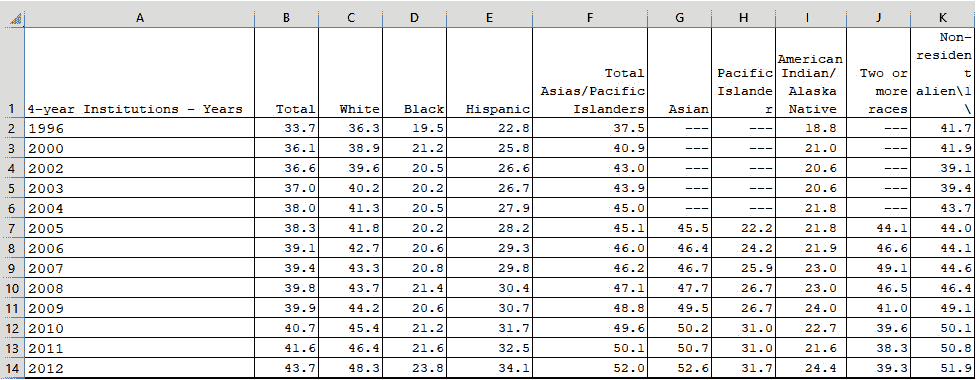 A B C D E F G H I J K
1 4-year Institutions - Years Total White Black Hispanic Total Asias/Pacific Islanders Asian Pacific Islande r American Indian/ Alaska Native Two or more races Non- residen t alien\1 \
2 1996 33.7 36.3 19.5 22.8 37.5 --- --- 18.8 --- 41.7
3 2000 36.1 38.9 21.2 25.8 40.9 --- --- 21.0 --- 41.9
4 2002 36.6 39.6 20.5 26.6 43.0 --- --- 20.6 --- 39.1
5 2003 37.0 40.2 20.2 26.7 43.9 --- --- 20.6 --- 39.4
6 2004 38.0 41.3 20.5 27.9 45.0 --- --- 21.8 --- 43.7
7 2005 38.3 41.8 20.2 28.2 45.1 45.5 22.2 21.8 44.1 44.0
8 2006 39.1 42.7 20.6 29.3 46.0 46.4 24.2 21.9 46.6 44.1
9 2007 39.4 43.3 20.8 29.8 46.2 46.7 25.9 23.0 49.1 44.6
10 2008 39.8 43.7 21.4 30.4 47.1 47.7 26.7 23.0 46.5 46.4
11 2009 39.9 44.2 20.6 30.7 48.8 49.5 26.7 24.0 41.0 49.1
12 2010 40.7 45.4 21.2 31.7 49.6 50.2 31.0 22.7 39.6 50.1
13 2011 41.6 46.4 21.6 32.5 50.1 50.7 31.0 21.6 38.3 50.8
14 2012 43.7 48.3 23.8 34.1 52.0 52.6 31.7 24.4 39.3 51.9